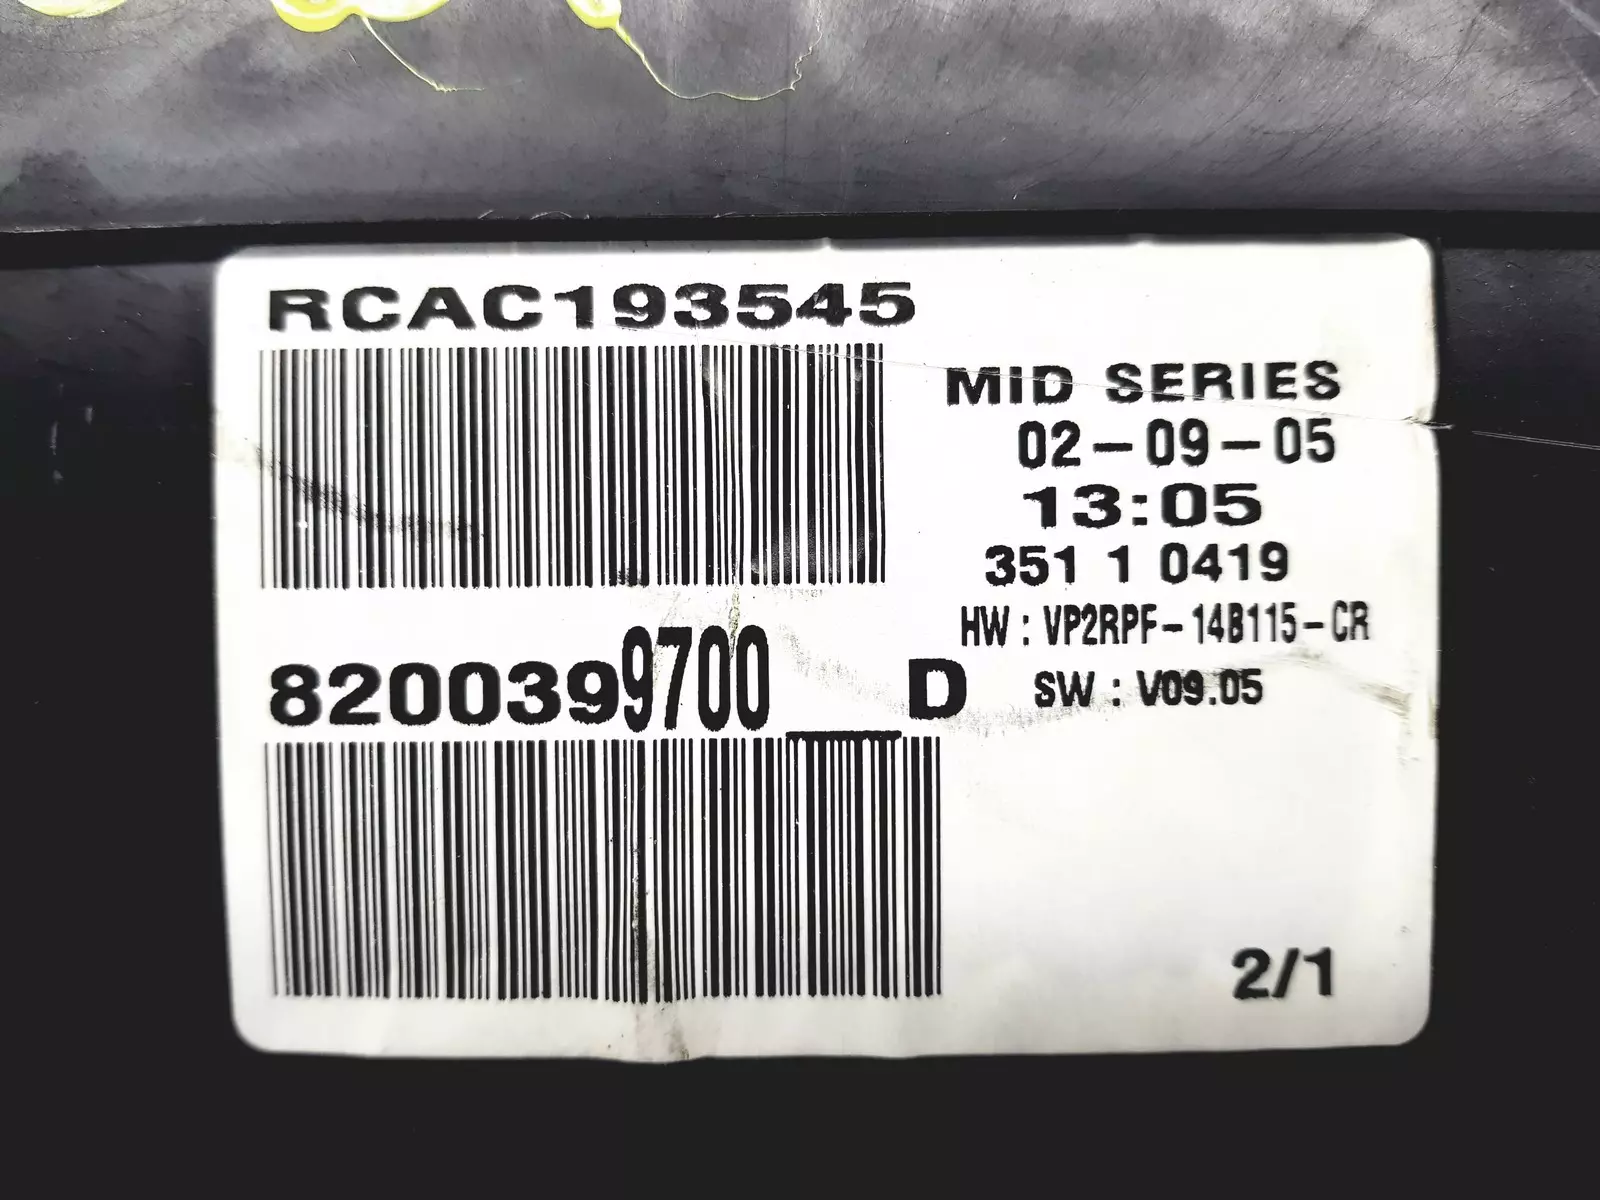 RCAC193545
MID SERIES
02-09-05
13:05
351 1 0419
HW : VP2RPF-14B115-CR
8200399700__D
SW : V09.05
2/1